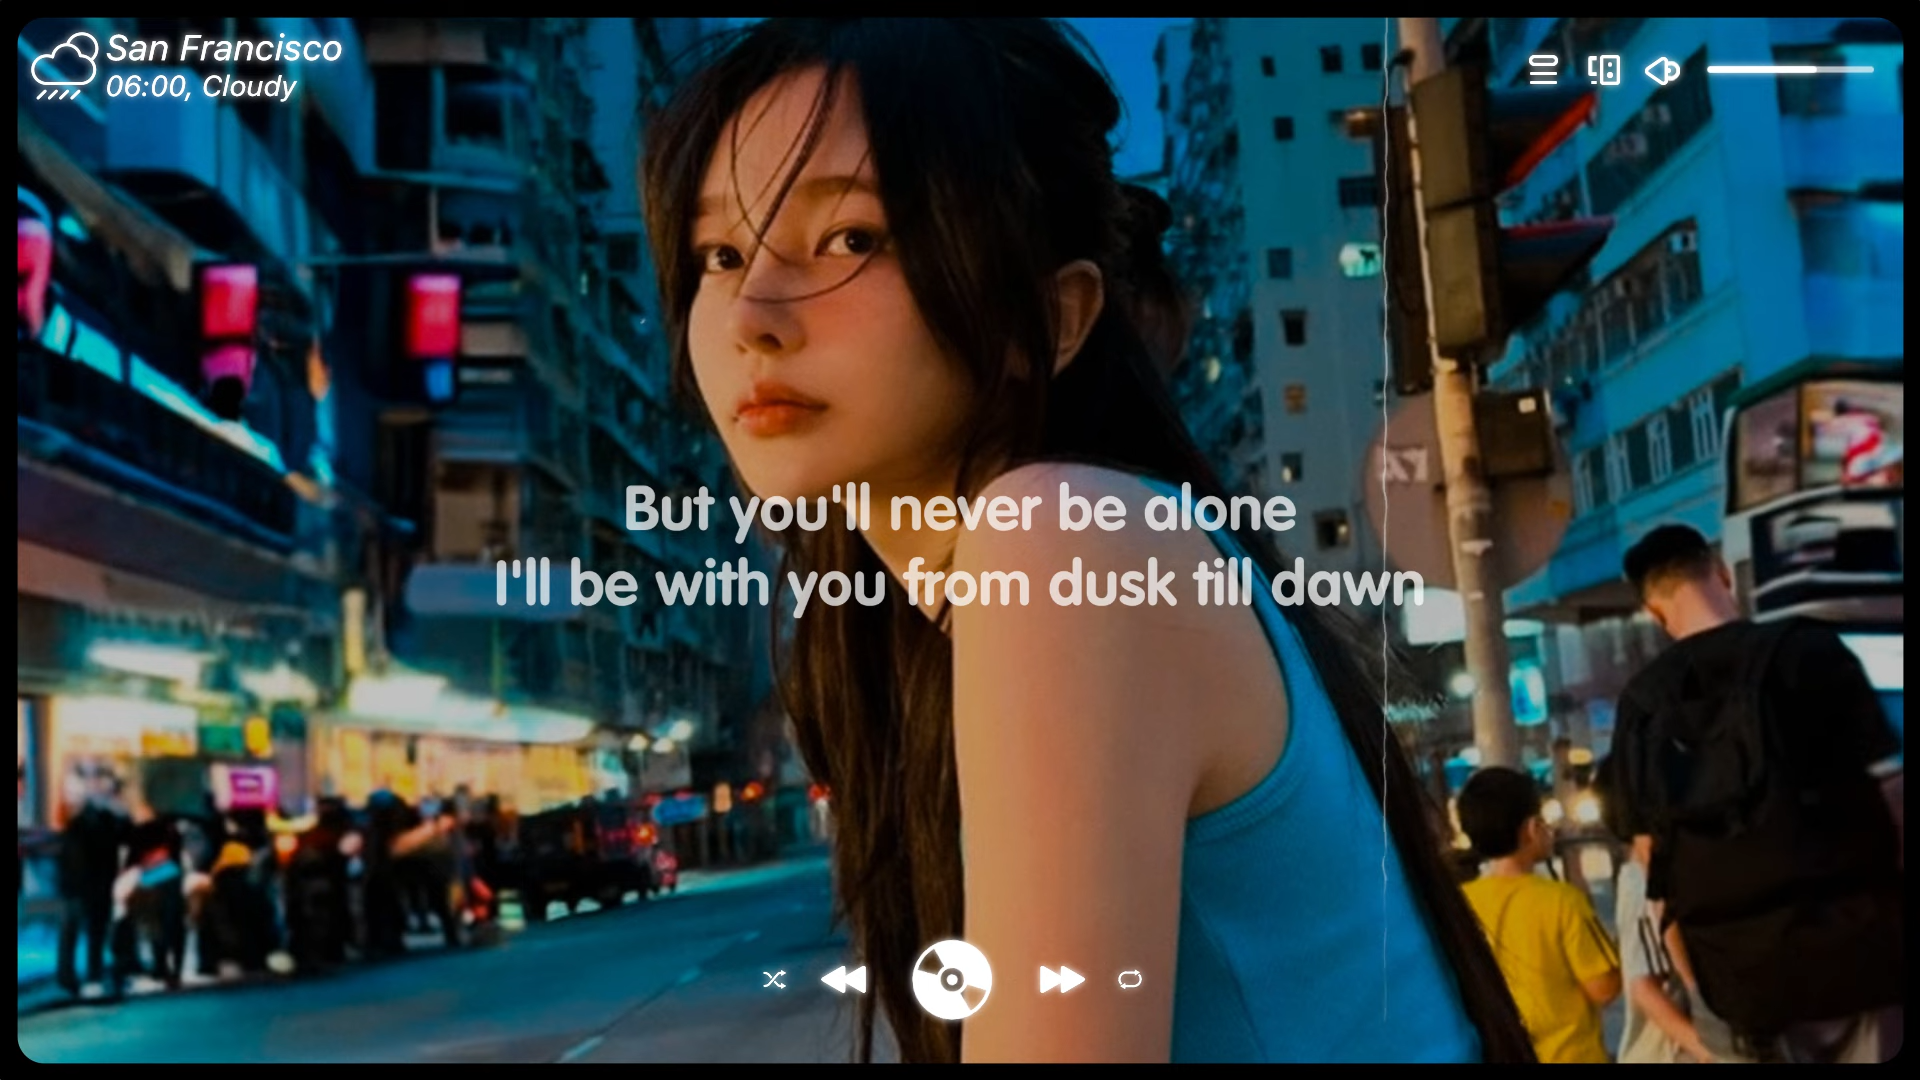 San Francisco
06:00, Cloudy
But you'll never be alone
I'll be with you from dusk till dawn